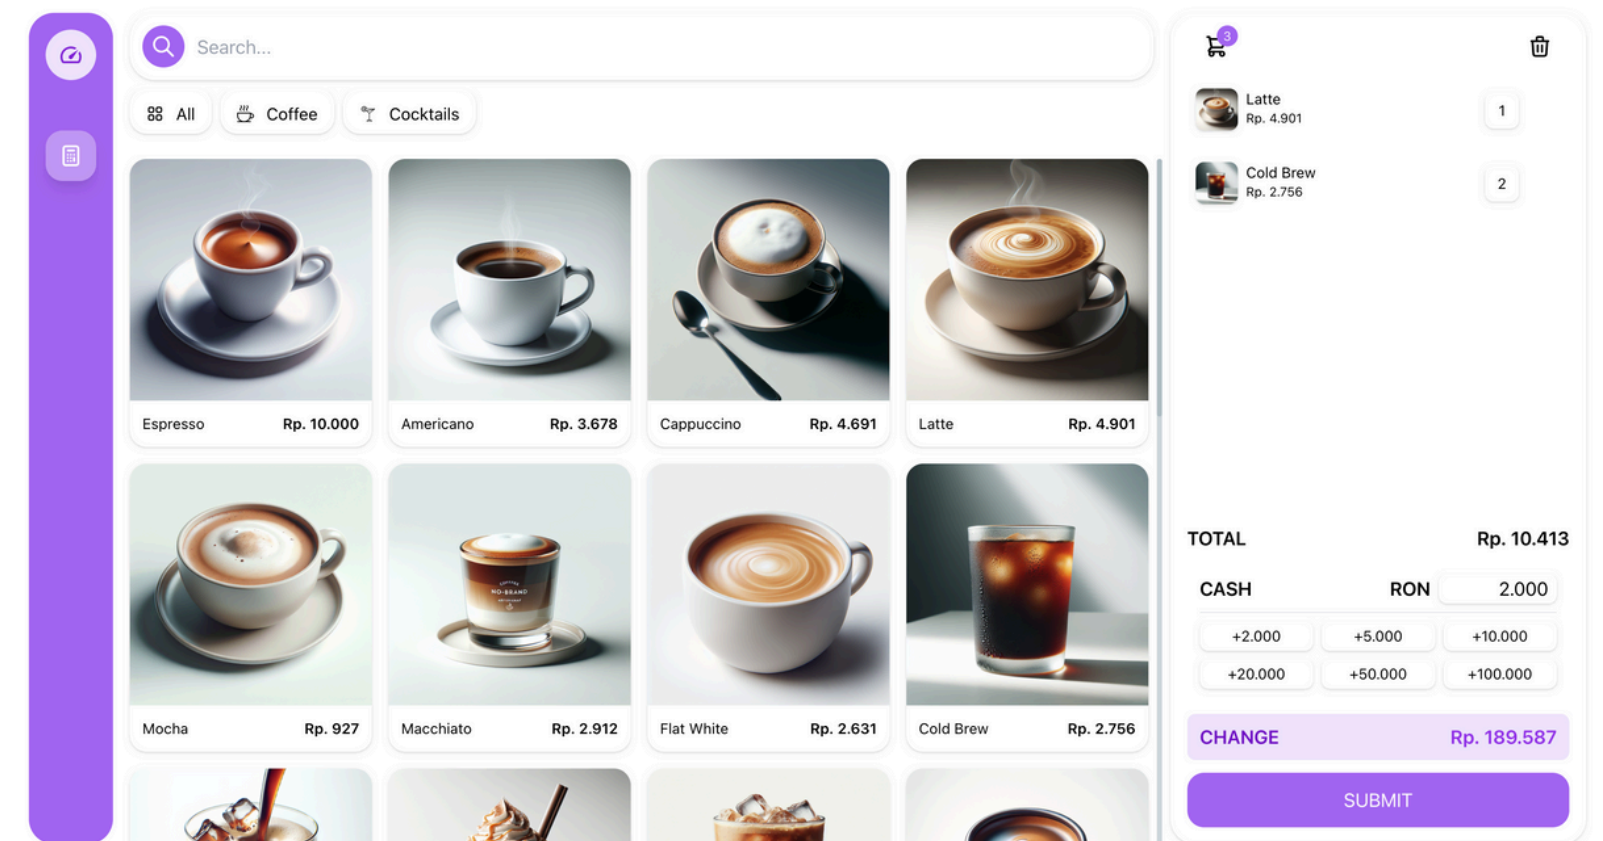 Search...
All
Coffee
Cocktails
Espresso Rp. 10.000
Americano Rp. 3.678
Cappuccino Rp. 4.691
Latte Rp. 4.901
Mocha Rp. 927
NO-BRAND
Macchiato Rp. 2.912
Flat White Rp. 2.631
Cold Brew Rp. 2.756
3
Latte
Rp. 4.901
1
Cold Brew
Rp. 2.756
2
TOTAL Rp. 10.413
CASH RON 2.000
+2.000 +5.000 +10.000
+20.000 +50.000 +100.000
CHANGE Rp. 189.587
SUBMIT